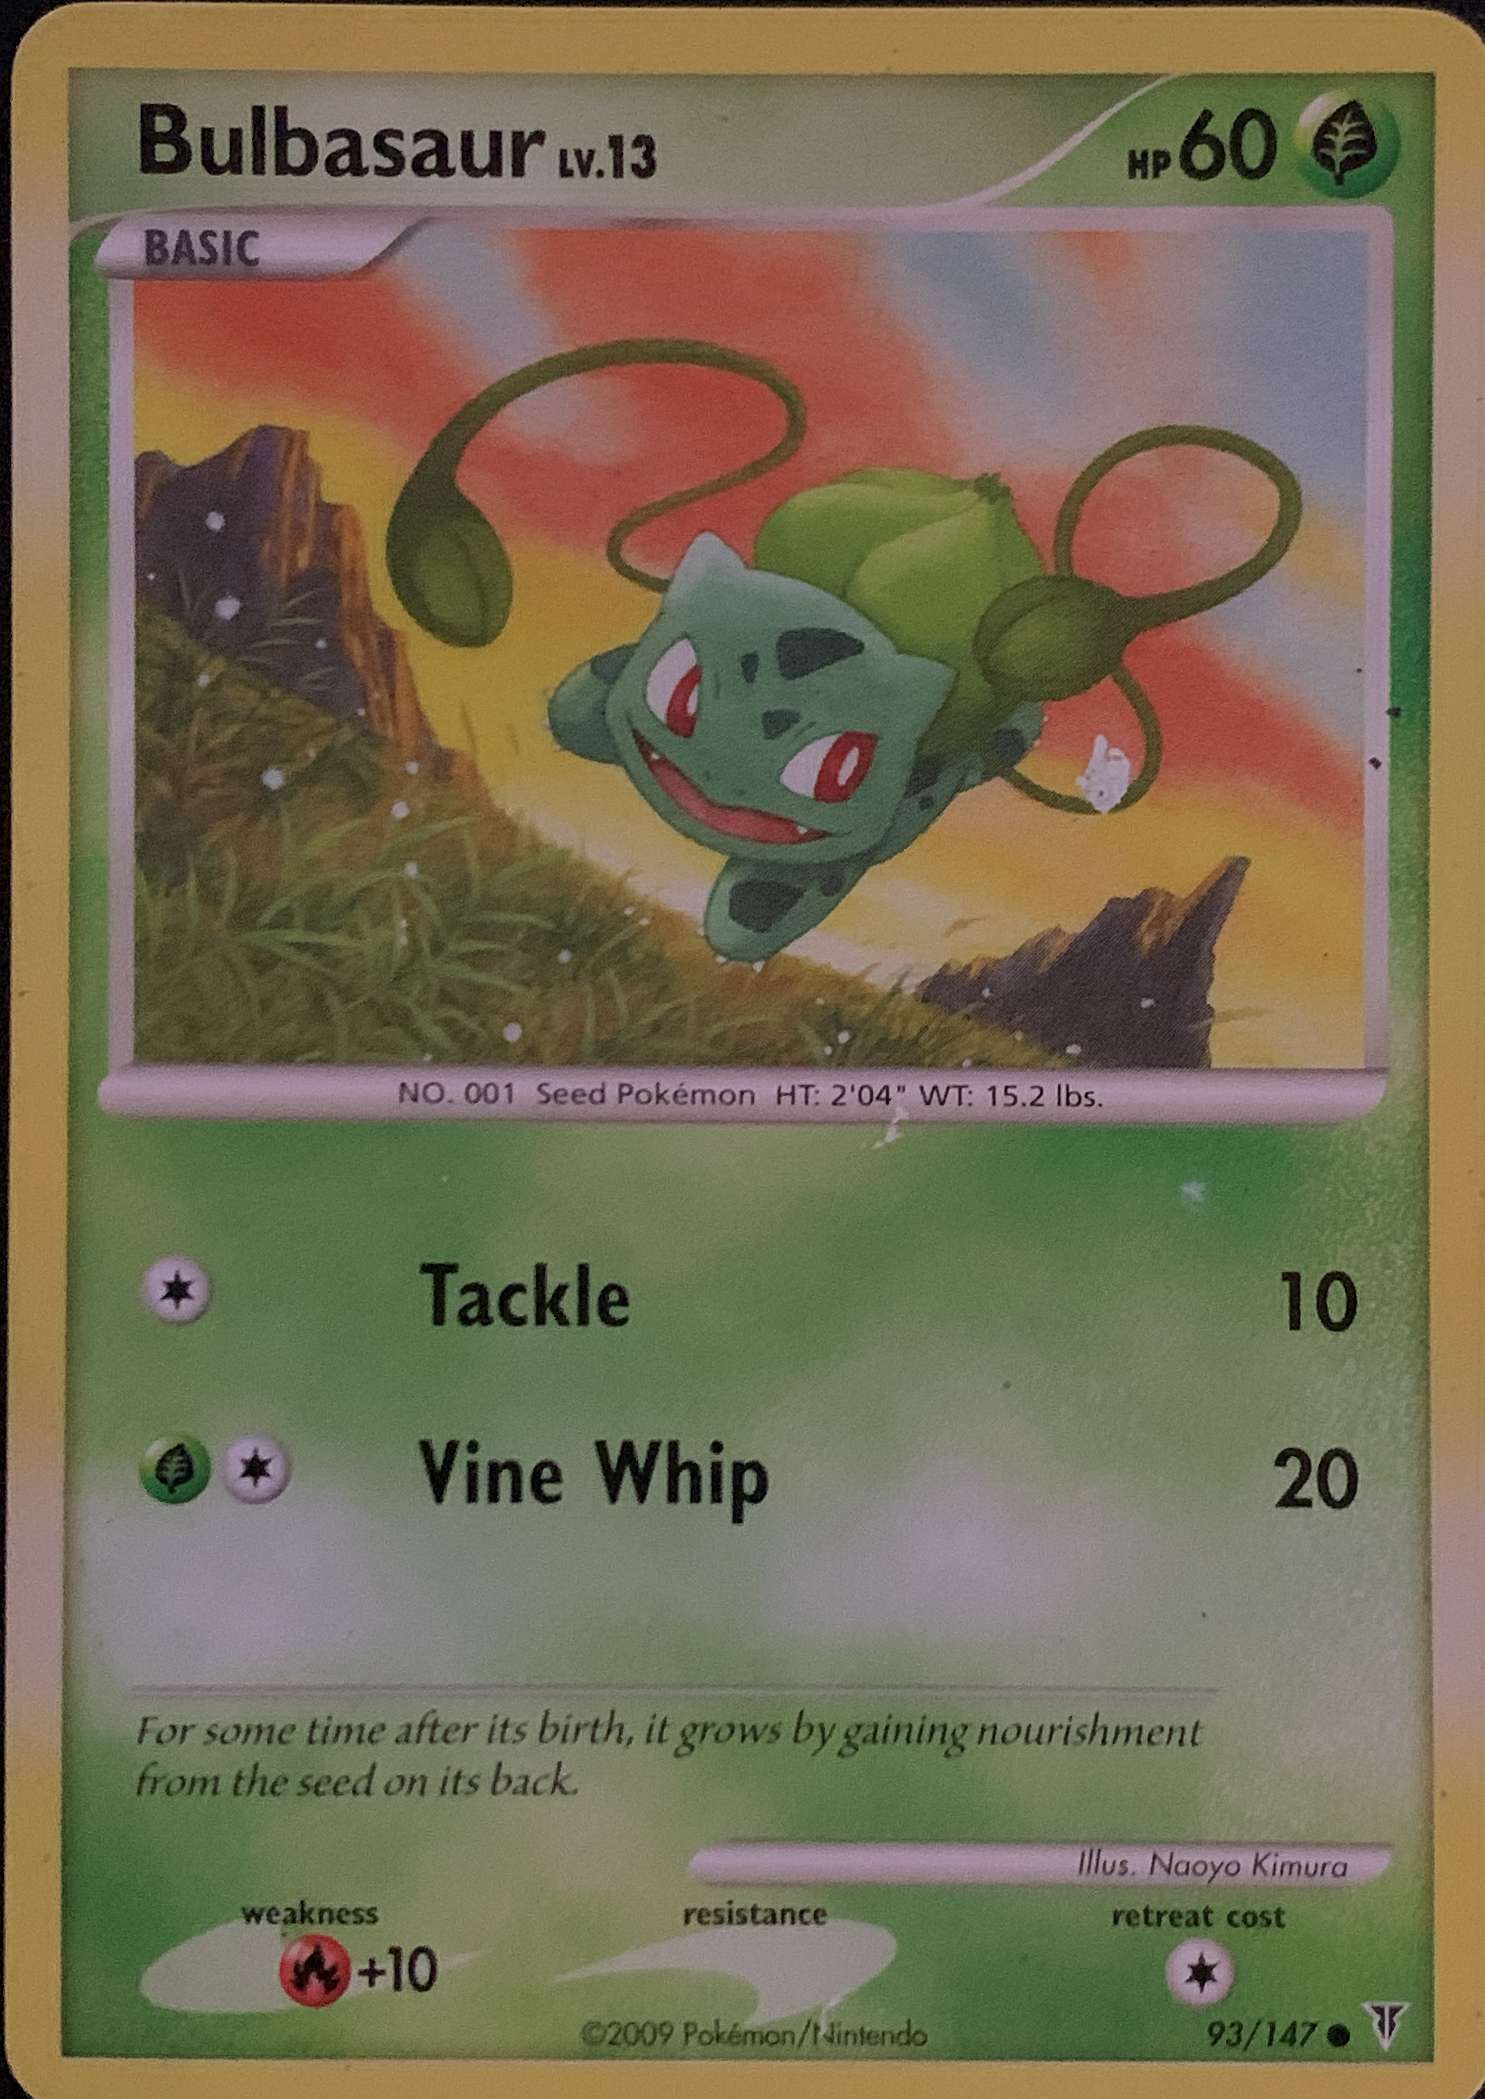 Bulbasaur LV.13 HP 60
BASIC
NO. 001 Seed Pokémon HT: 2'04" WT: 15.2 lbs.
Tackle 10
Vine Whip 20
For some time after its birth, it grows by gaining nourishment
from the seed on its back.
Illus. Naoyo Kimura
weakness resistance retreat cost
+10
©2009 Pokémon/Nintendo 93/147